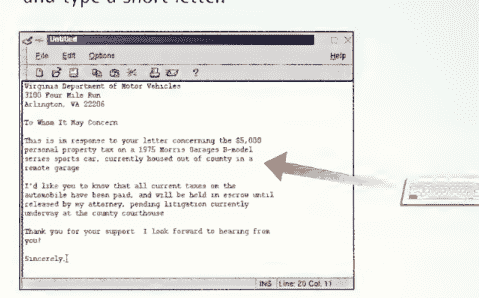 and type a short letter.
Untitled
File Edit Options Help
?
Virginia Department of Motor Vehicles
3100 Four Mile Run
Arlington, VA 22206
To Whom It May Concern
This is in response to your letter concerning the $5,000
personal property tax on a 1975 Morris Garages B-model
series sports car, currently housed out of county in a
remote garage
I'd like you to know that all current taxes on the
automobile have been paid, and will be held in escrow until
released by my attorney, pending litigation currently
underway at the county courthouse
Thank you for your support I look forward to hearing from
you!
Sincerely,
INS Line: 20 Col. 11